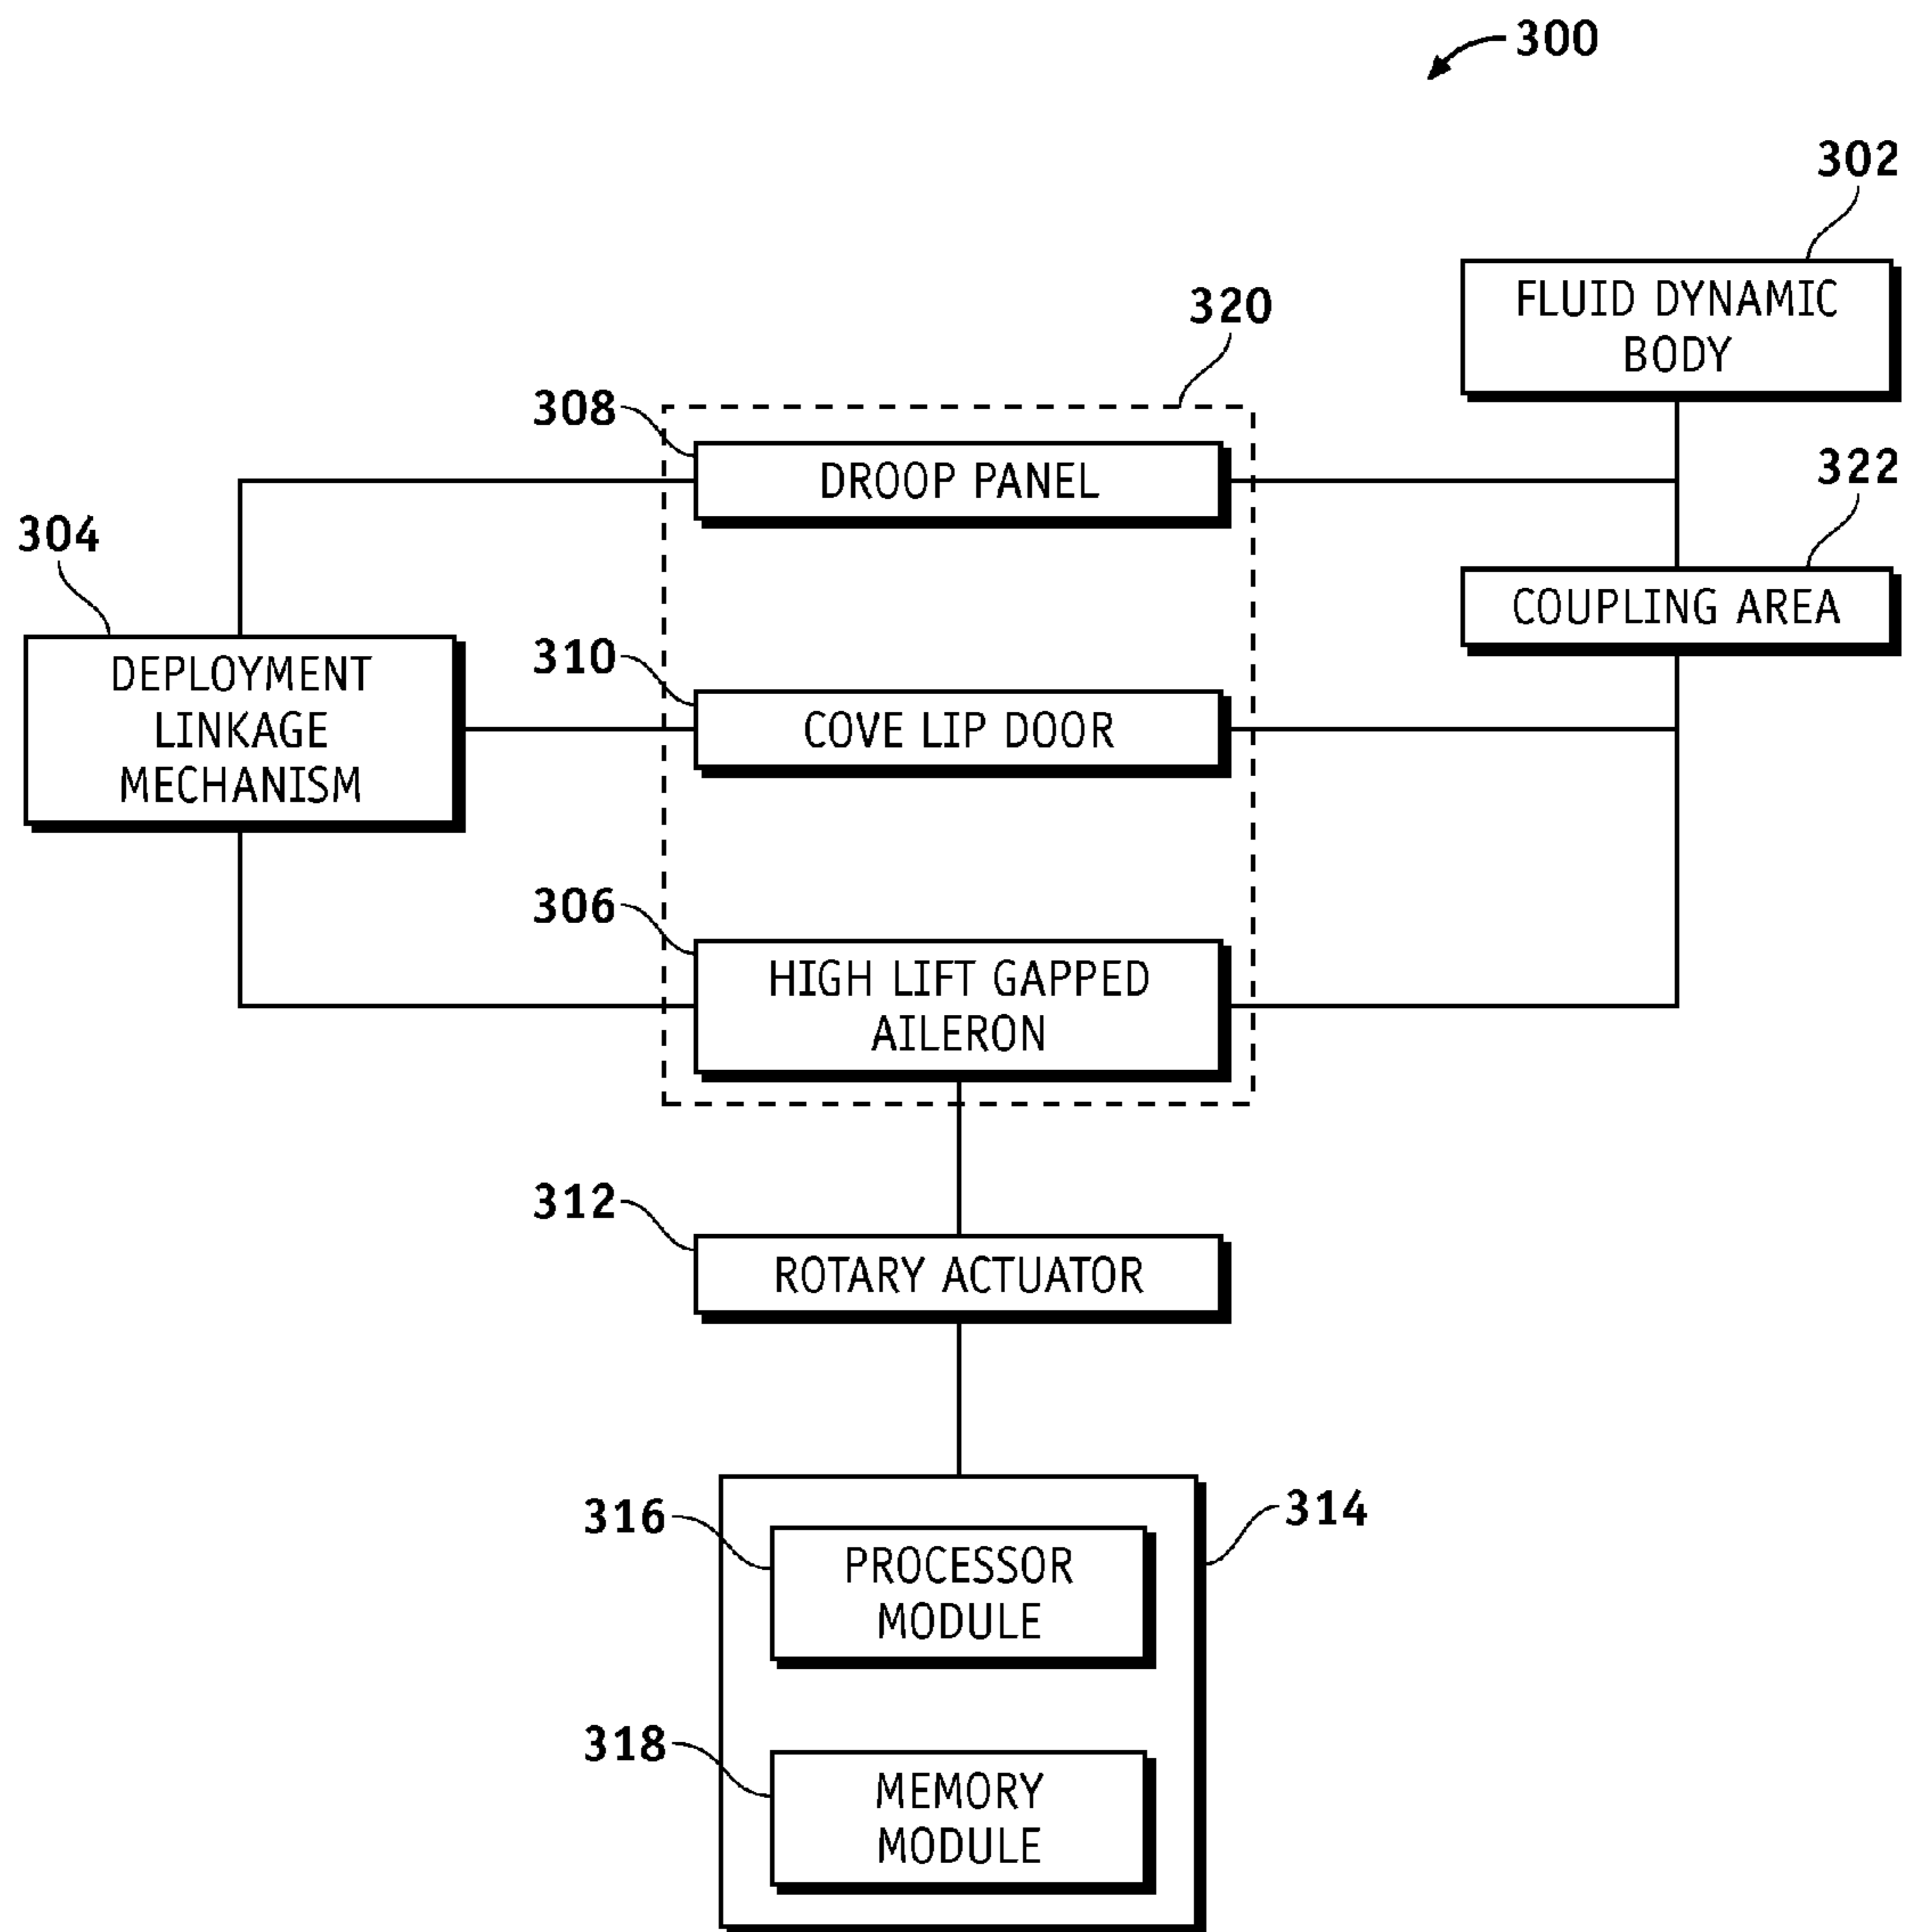 300
302
FLUID DYNAMIC
BODY
320
308
DROOP PANEL
322
COUPLING AREA
304
DEPLOYMENT
LINKAGE
MECHANISM
310
COVE LIP DOOR
306
HIGH LIFT GAPPED
AILERON
312
ROTARY ACTUATOR
314
316
PROCESSOR
MODULE
318
MEMORY
MODULE